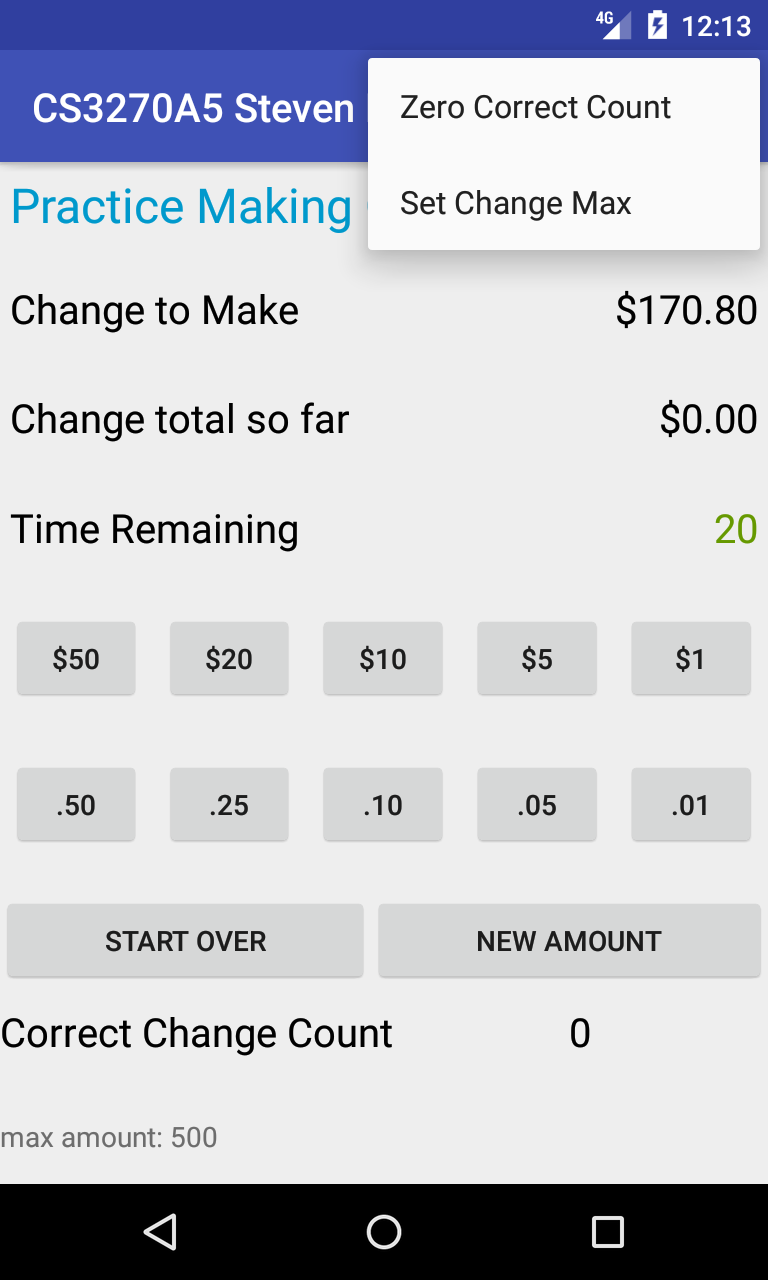 4G 12:13
CS3270A5 Steven
Zero Correct Count
Set Change Max
Practice Making
Change to Make $170.80
Change total so far $0.00
Time Remaining 20
$50 $20 $10 $5 $1
.50 .25 .10 .05 .01
START OVER NEW AMOUNT
Correct Change Count 0
max amount: 500